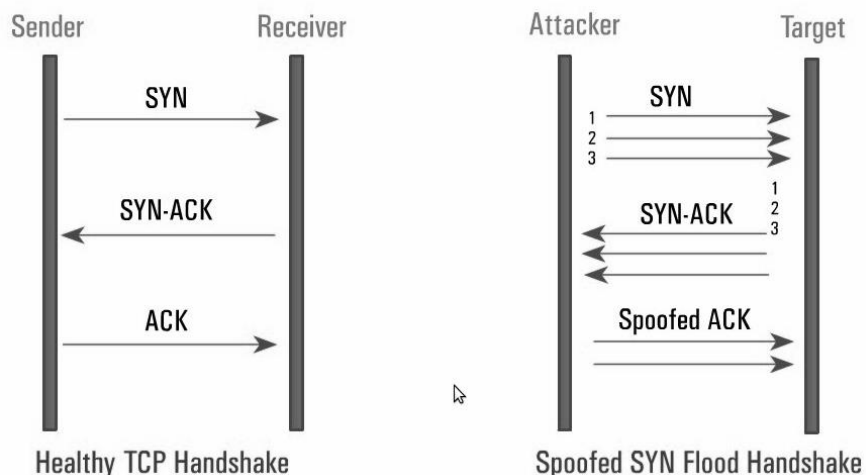 Sender
Receiver
SYN
SYN-ACK
ACK
Healthy TCP Handshake
Attacker
Target
SYN
1
2
3
1
2
3
SYN-ACK
Spoofed ACK
Spoofed SYN Flood Handshake